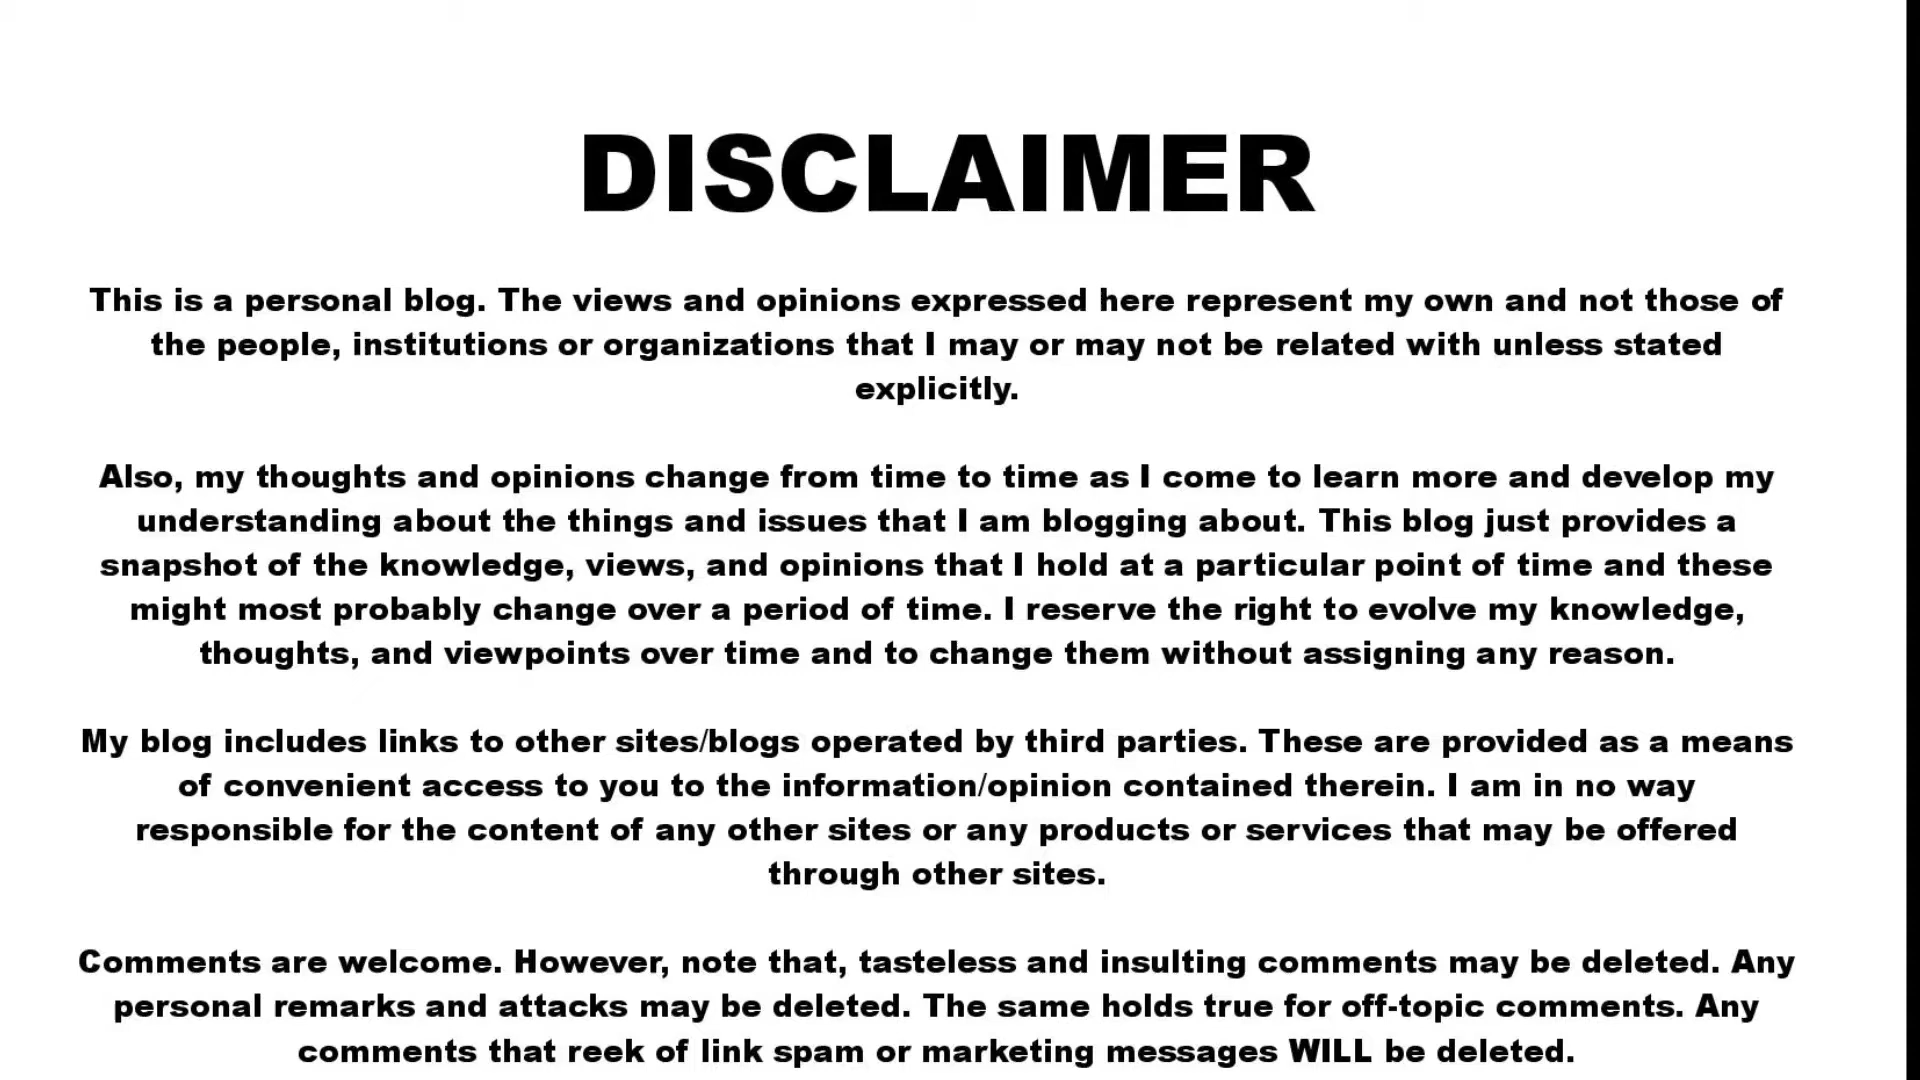 DISCLAIMER
This is a personal blog. The views and opinions expressed here represent my own and not those of
the people, institutions or organizations that I may or may not be related with unless stated
explicitly.
Also, my thoughts and opinions change from time to time as I come to learn more and develop my
understanding about the things and issues that I am blogging about. This blog just provides a
snapshot of the knowledge, views, and opinions that I hold at a particular point of time and these
might most probably change over a period of time. I reserve the right to evolve my knowledge,
thoughts, and viewpoints over time and to change them without assigning any reason.
My blog includes links to other sites/blogs operated by third parties. These are provided as a means
of convenient access to you to the information/opinion contained therein. I am in no way
responsible for the content of any other sites or any products or services that may be offered
through other sites.
Comments are welcome. However, note that, tasteless and insulting comments may be deleted. Any
personal remarks and attacks may be deleted. The same holds true for off-topic comments. Any
comments that reek of link spam or marketing messages WILL be deleted.